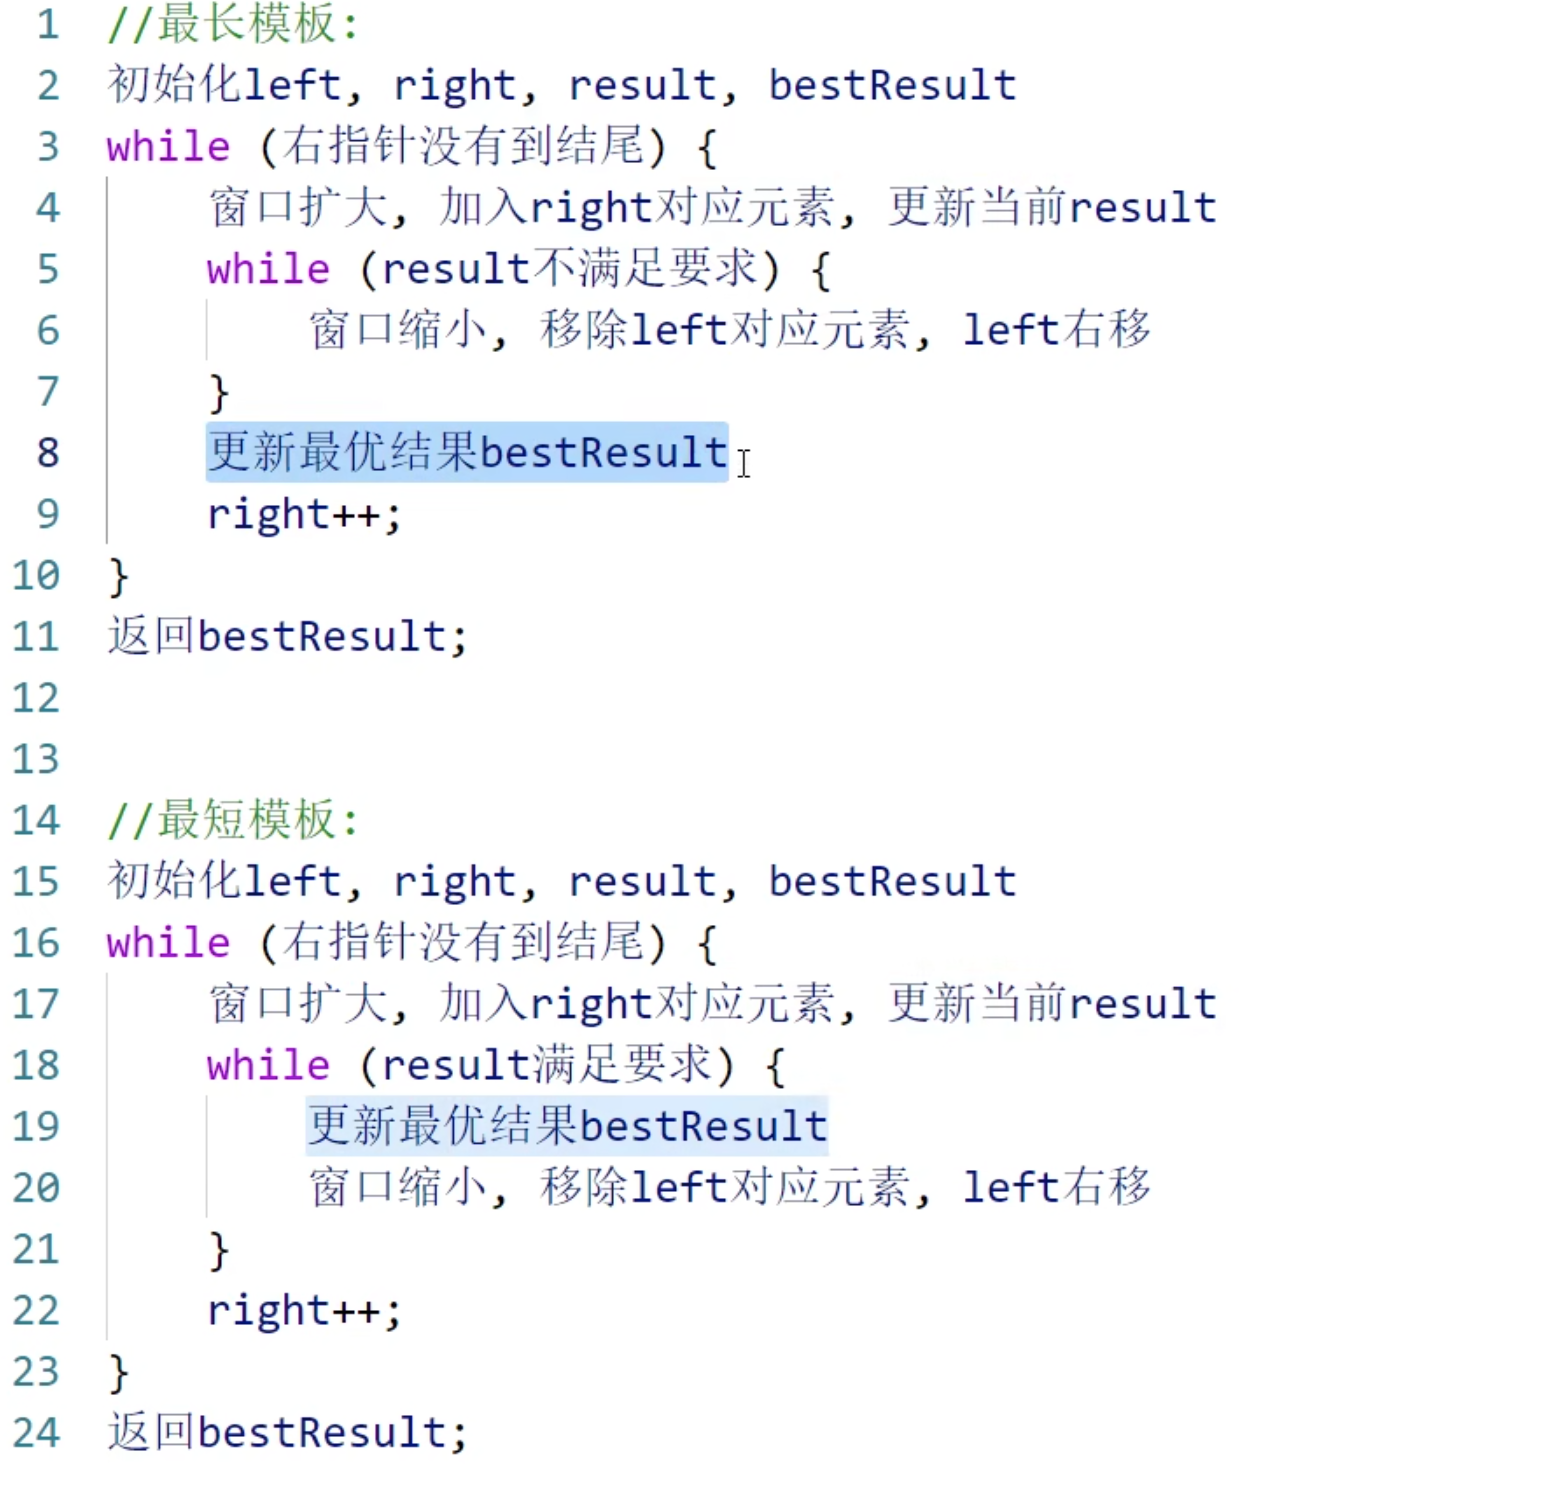 1 //最长模板:
2 初始化left, right, result, bestResult
3 while (右指针没有到结尾) {
4 窗口扩大, 加入right对应元素, 更新当前result
5 while (result不满足要求) {
6 窗口缩小, 移除left对应元素, left右移
7 }
8 更新最优结果bestResult
9 right++;
10 }
11 返回bestResult;
12
13
14 //最短模板:
15 初始化left, right, result, bestResult
16 while (右指针没有到结尾) {
17 窗口扩大, 加入right对应元素, 更新当前result
18 while (result满足要求) {
19 更新最优结果bestResult
20 窗口缩小, 移除left对应元素, left右移
21 }
22 right++;
23 }
24 返回bestResult;